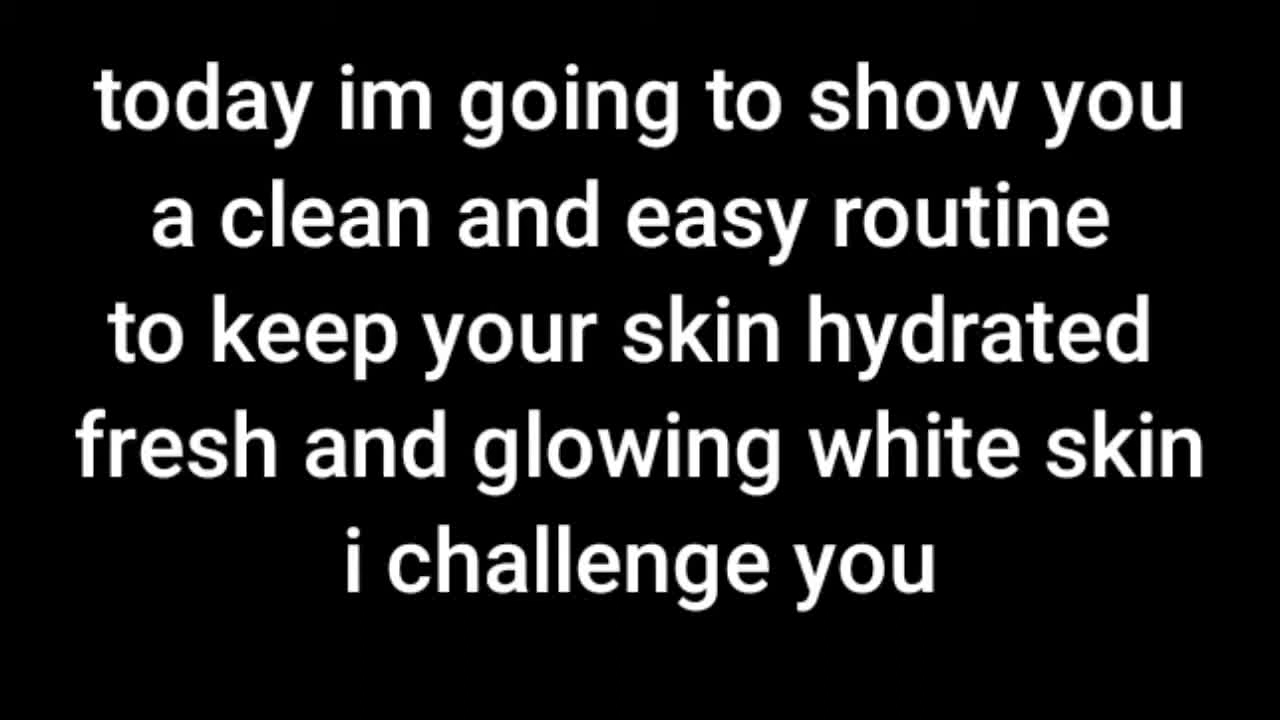 today im going to show you
a clean and easy routine
to keep your skin hydrated
fresh and glowing white skin
i challenge you